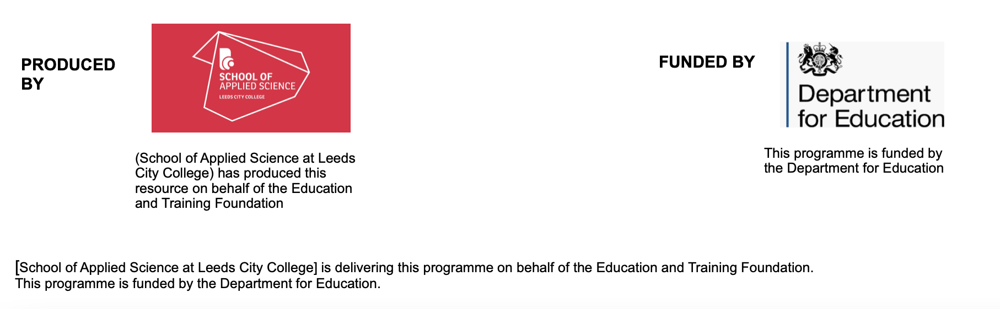 PRODUCED
BY
SCHOOL OF
APPLIED SCIENCE
LEEDS CITY COLLEGE
(School of Applied Science at Leeds
City College) has produced this
resource on behalf of the Education
and Training Foundation
FUNDED BY
Department
for Education
This programme is funded by
the Department for Education
[School of Applied Science at Leeds City College] is delivering this programme on behalf of the Education and Training Foundation.
This programme is funded by the Department for Education.